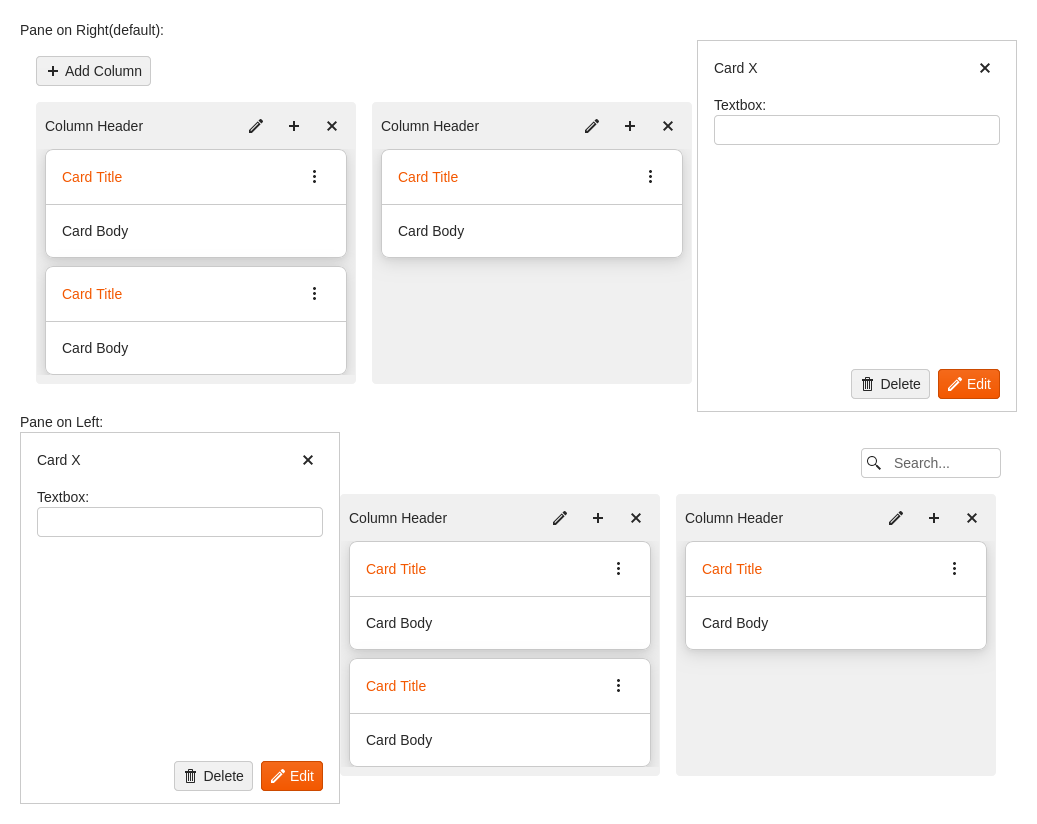 Pane on Right(default):
Add Column
Column Header
Card Title
Card Body
Card Title
Card Body
Column Header
Card Title
Card Body
Card X
Textbox:
Delete Edit
Pane on Left:
Card X
Textbox:
Delete Edit
Search...
Column Header
Card Title
Card Body
Card Title
Card Body
Column Header
Card Title
Card Body